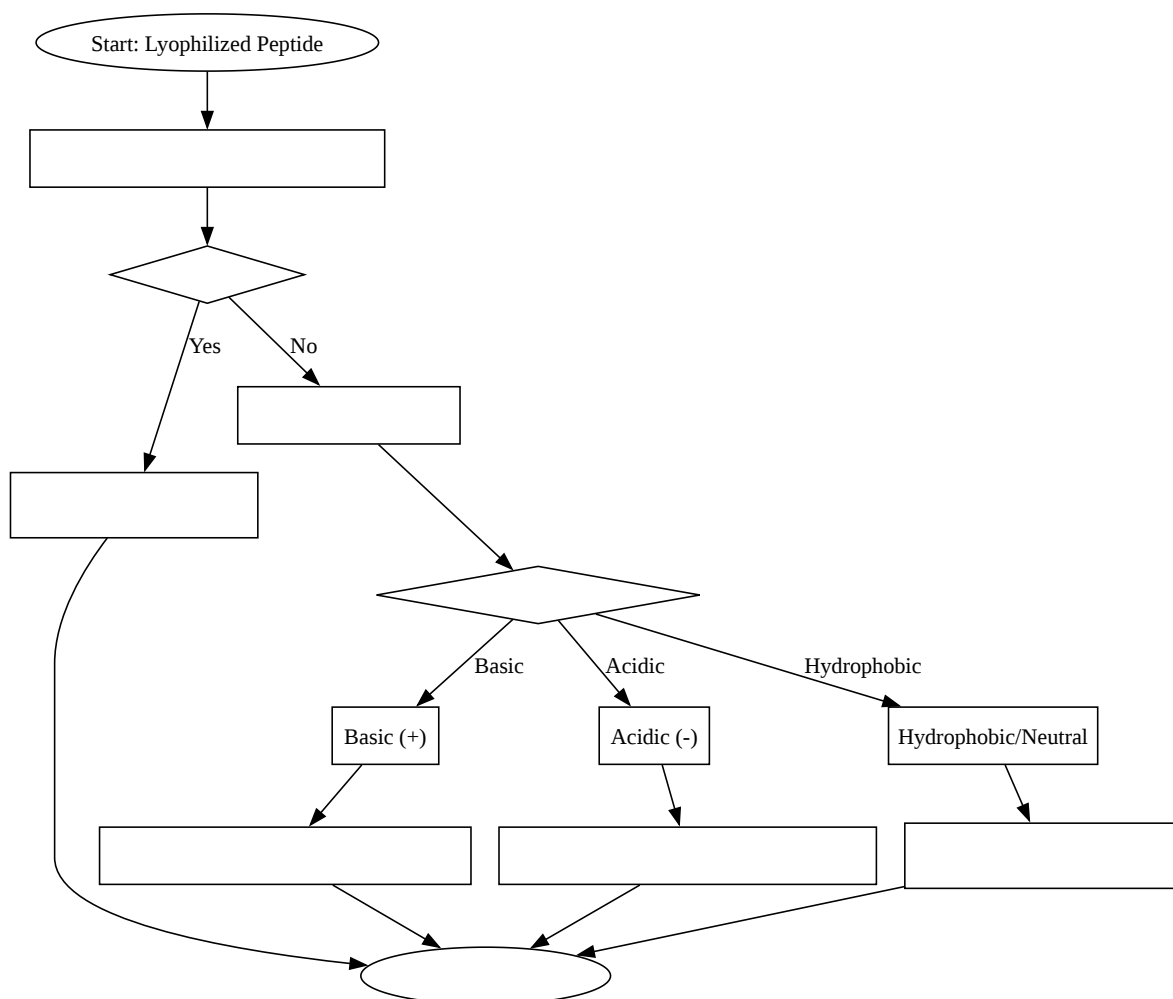 Start: Lyophilized Peptide
Yes
No
Basic
Acidic
Hydrophobic
Basic (+)
Acidic (-)
Hydrophobic/Neutral